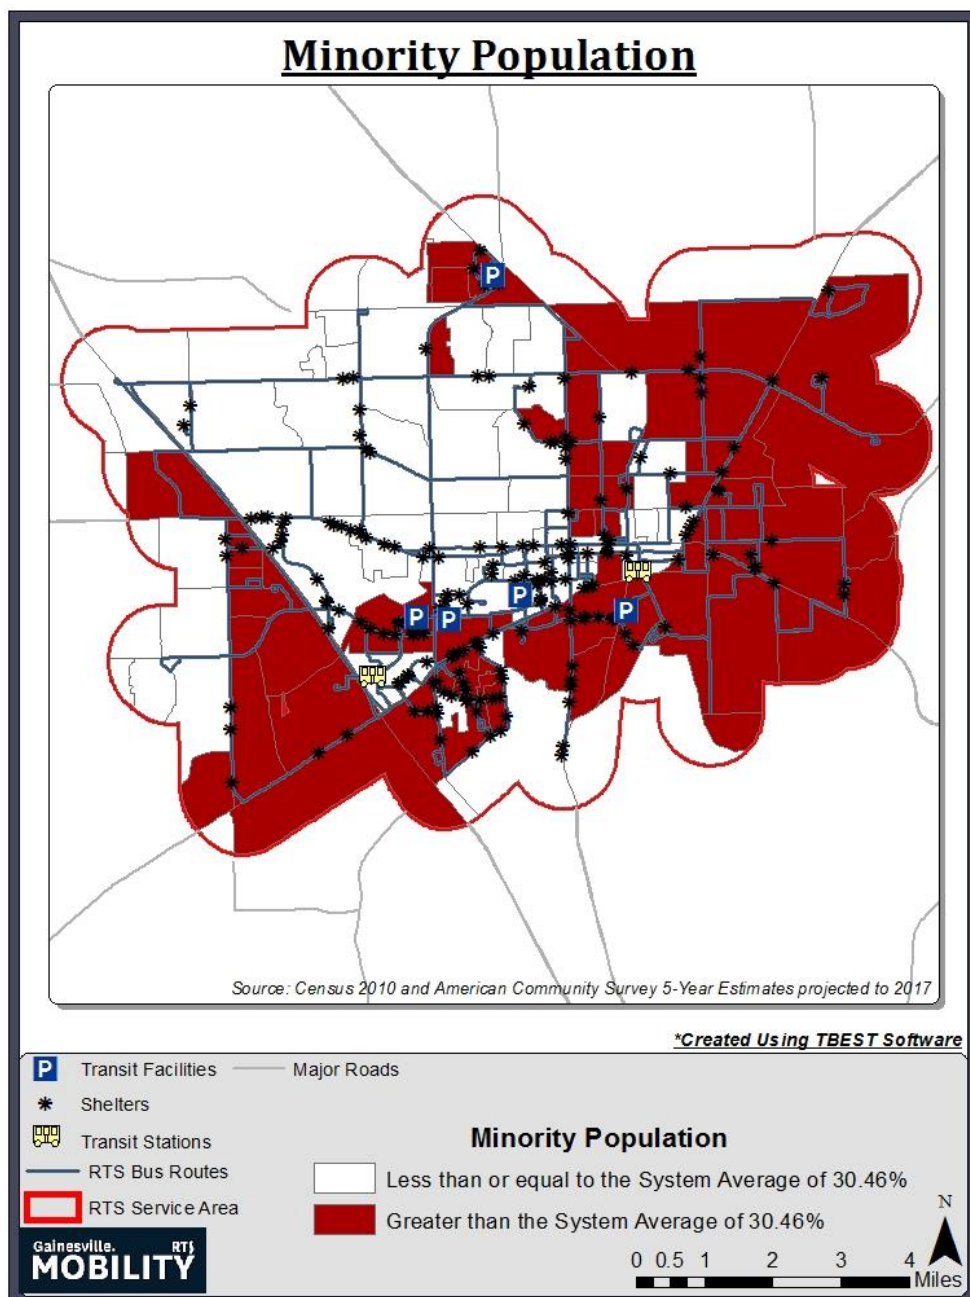 Minority Population
P
P
P
P
P
Source: Census 2010 and American Community Survey 5-Year Estimates projected to 2017
*Created Using TBEST Software
P Transit Facilities Major Roads
Shelters
Transit Stations
RTS Bus Routes
RTS Service Area
Minority Population
Less than or equal to the System Average of 30.46%
Greater than the System Average of 30.46%
N
0 0.5 1 2 3 4
Miles
Gainesville. RTS
MOBILITY